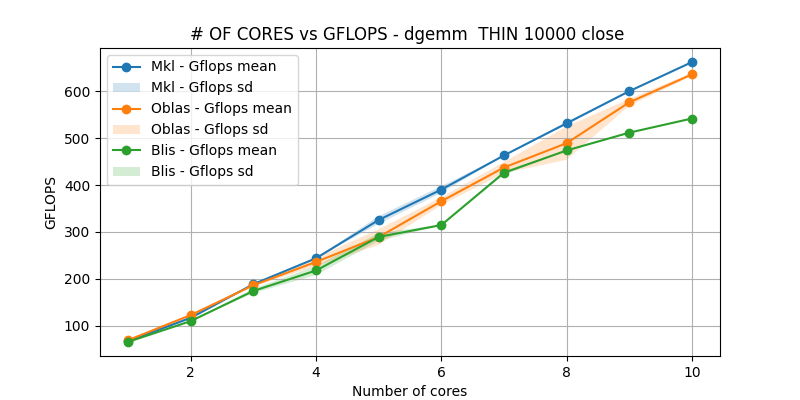 # OF CORES vs GFLOPS - dgemm  THIN 10000 close
Mkl - Gflops mean
Mkl - Gflops sd
Oblas - Gflops mean
Oblas - Gflops sd
Blis - Gflops mean
Blis - Gflops sd
GFLOPS
600
500
400
300
200
100
2 4 6 8 10
Number of cores